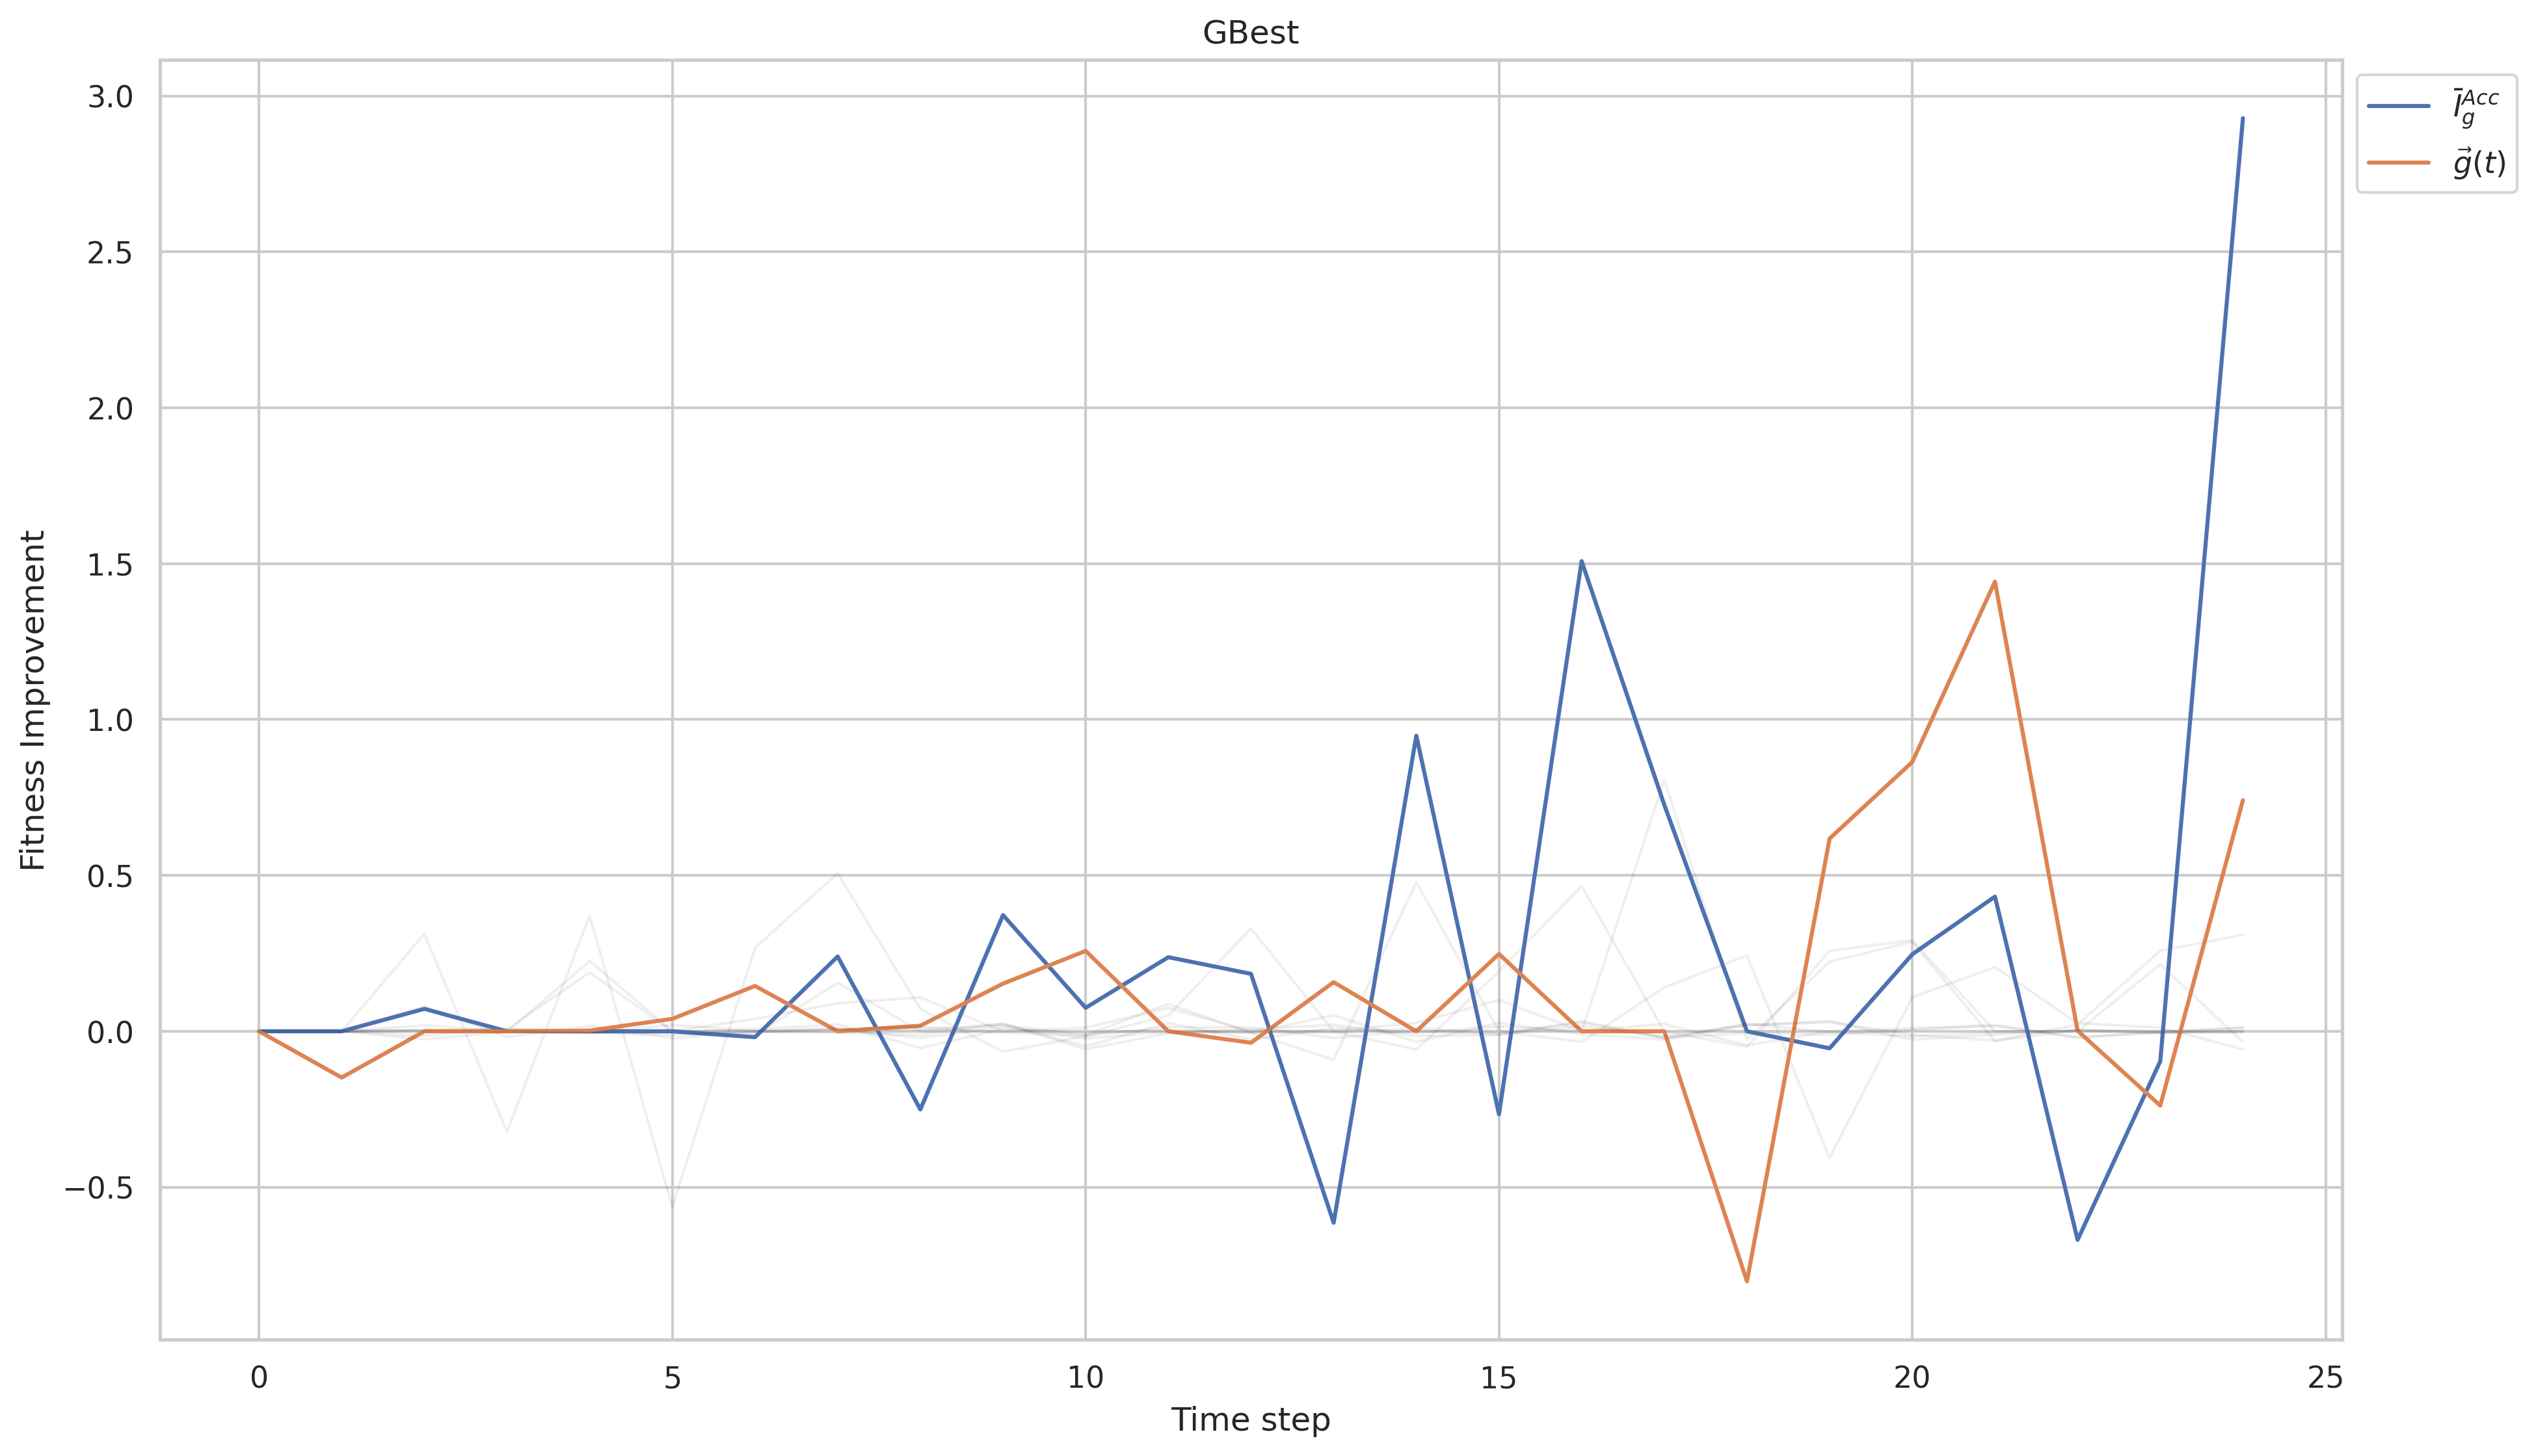 GBest
3.0
2.5
2.0
1.5
1.0
0.5
0.0
−0.5
0
5
10
15
20
25
Time step
Fitness Improvement
$\bar{I}_g^{Acc}$
$\vec{g}(t)$